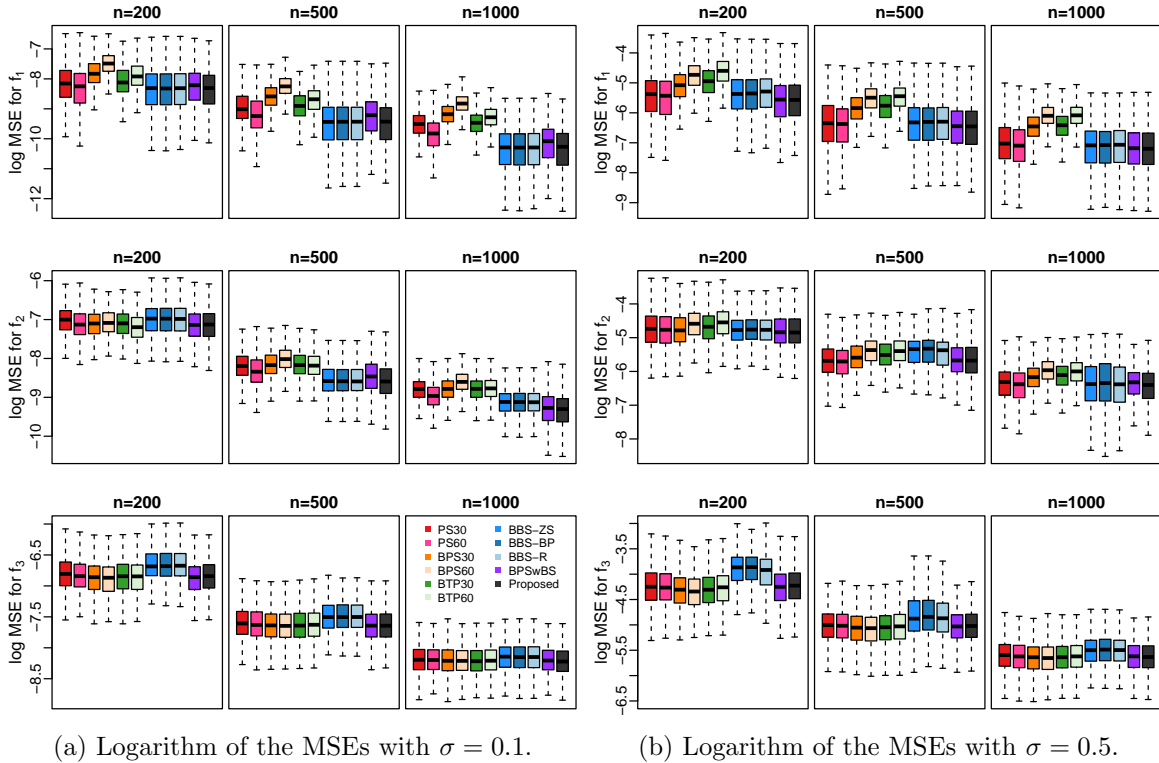 n=200 n=500 n=1000
log MSE for f1
-7
-8
-10
-12
n=200 n=500 n=1000
log MSE for f1
-4
-5
-6
-7
-8
-9
n=200 n=500 n=1000
log MSE for f2
-6
-7
-8
-9
-10
n=200 n=500 n=1000
log MSE for f2
-4
-5
-6
-7
-8
n=200 n=500 n=1000
log MSE for f3
-6.5
-7.5
-8.5
PS30
PS60
BPS30
BPS60
BTP30
BTP60
BBS-ZS
BBS-BP
BBS-R
BPSwBS
Proposed
n=200 n=500 n=1000
log MSE for f3
-3.5
-4.5
-5.5
-6.5
(a) Logarithm of the MSEs with σ = 0.1.
(b) Logarithm of the MSEs with σ = 0.5.